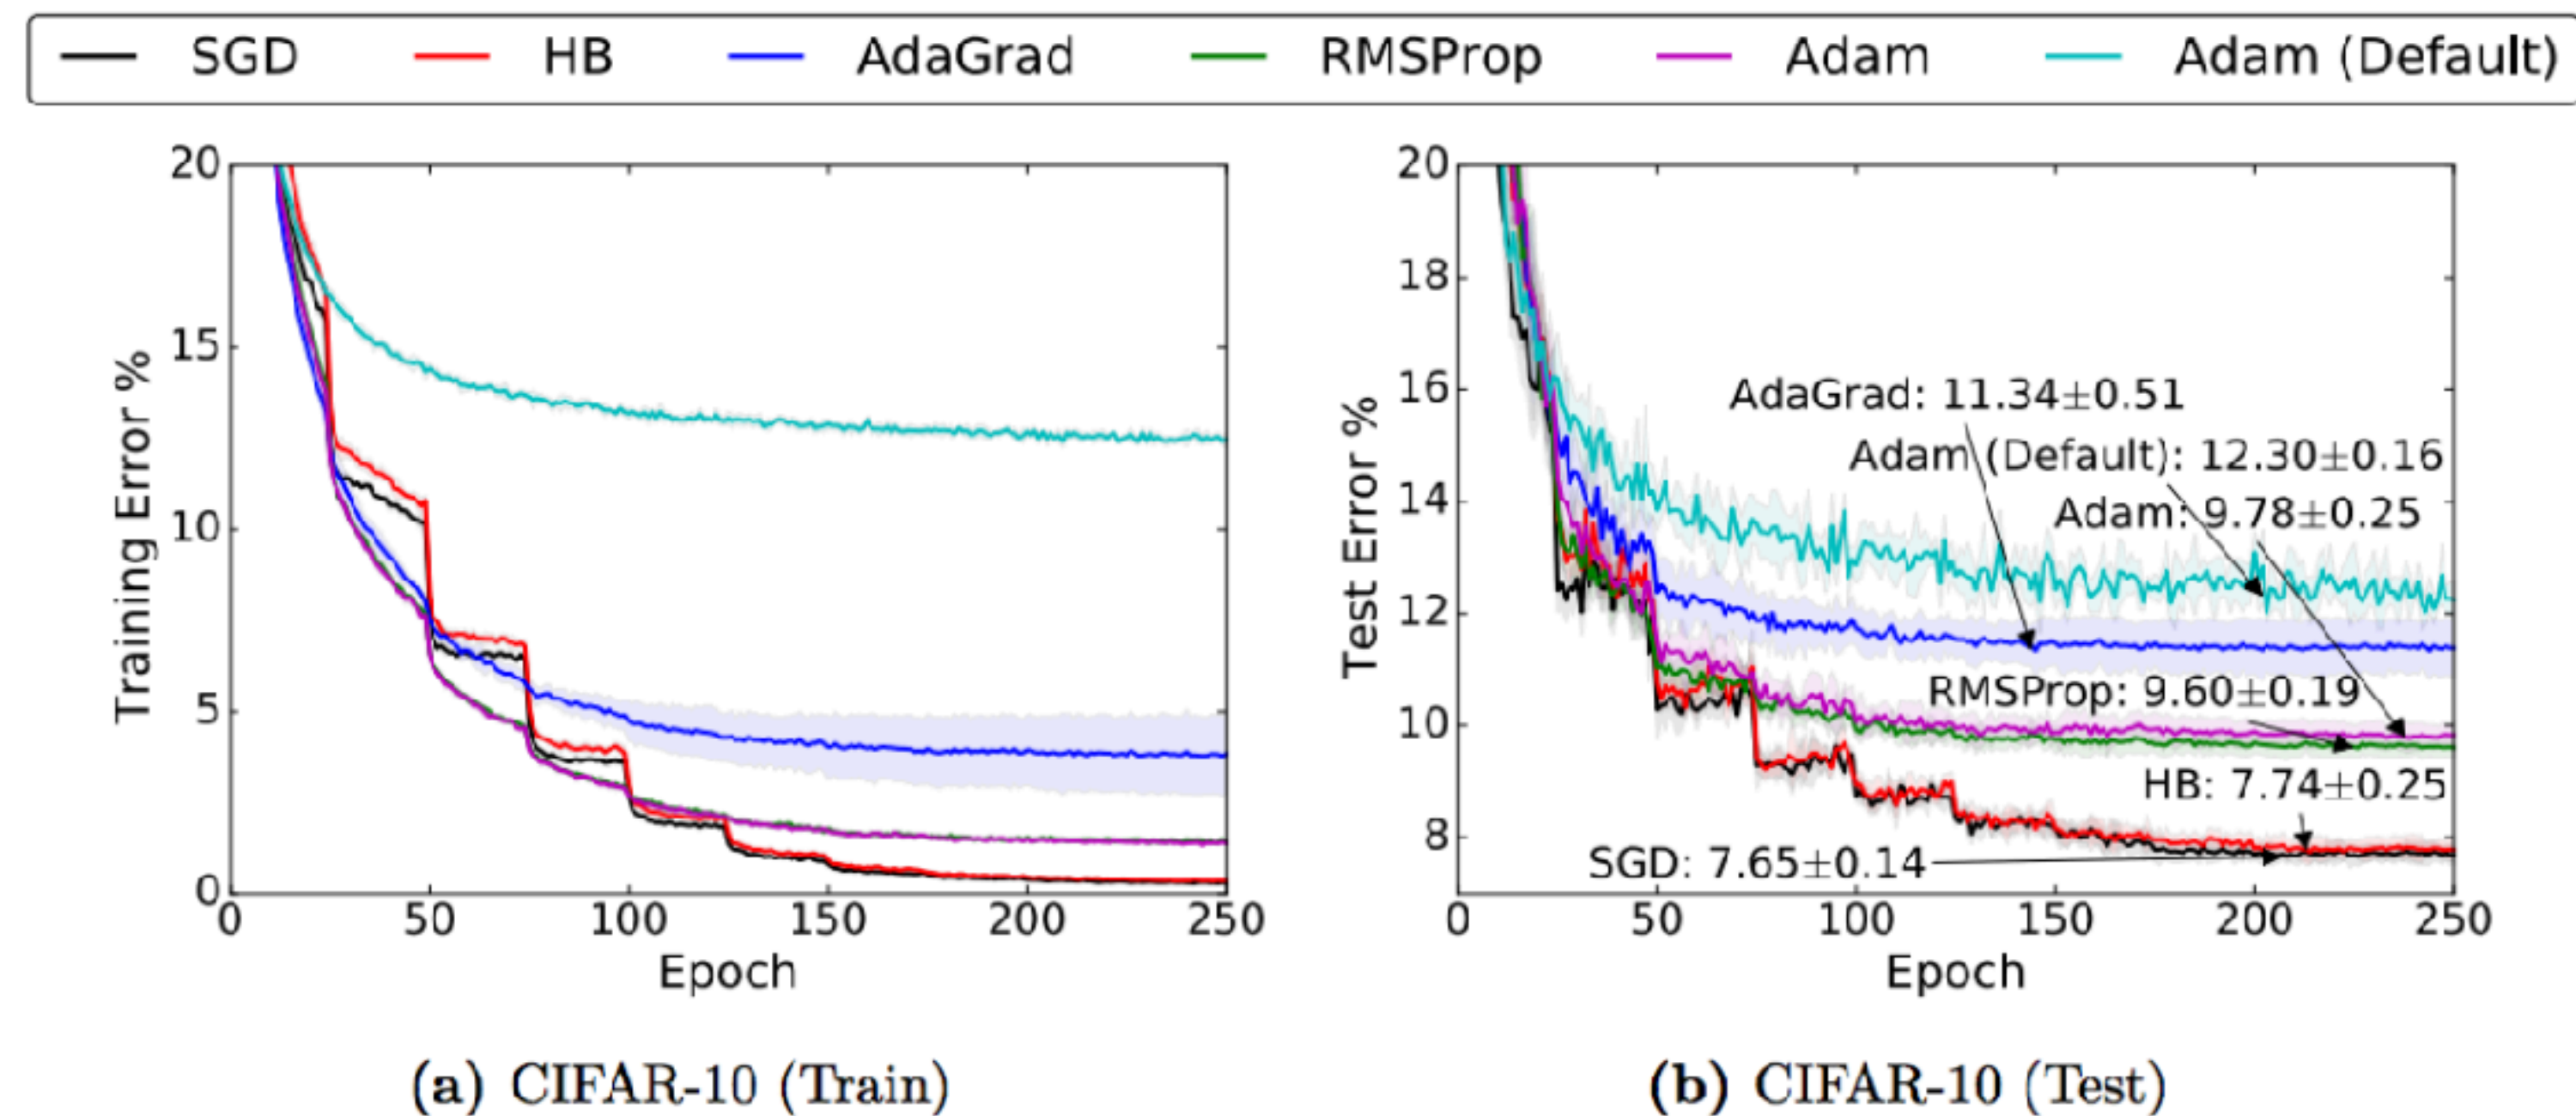 SGD HB AdaGrad RMSProp Adam Adam (Default)
20
15
10
5
0
0 50 100 150 200 250
Training Error %
Epoch
(a) CIFAR-10 (Train)
20
18
16
14
12
10
8
0 50 100 150 200 250
Test Error %
Epoch
AdaGrad: 11.34±0.51
Adam (Default): 12.30±0.16
Adam: 9.78±0.25
RMSProp: 9.60±0.19
HB: 7.74±0.25
SGD: 7.65±0.14
(b) CIFAR-10 (Test)